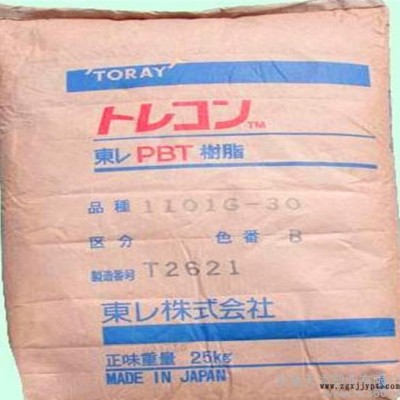 "TORAY"
トレコン™
東レ PBT 樹脂
品種 1101G-30
区分 色番 B
製造番号 T2621
東レ株式会社
正味重量 25kg
MADE IN JAPAN
www.zgxjjypt.com